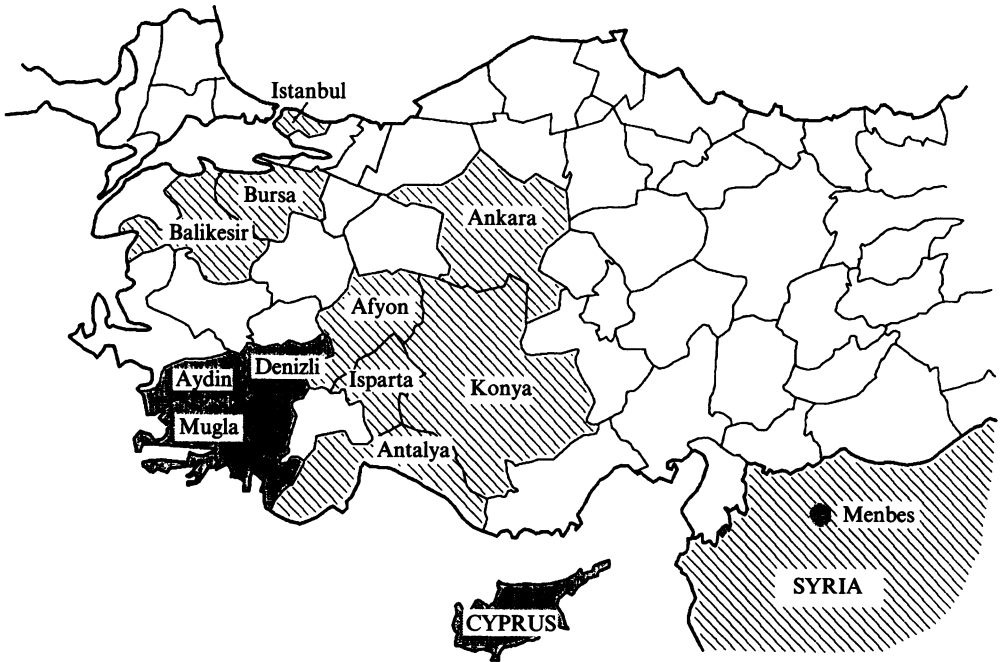 Istanbul
Bursa
Ankara
Balikesir
Afyon
Denizli
Aydin
Isparta
Konya
Mugla
Antalya
Menbes
SYRIA
CYPRUS